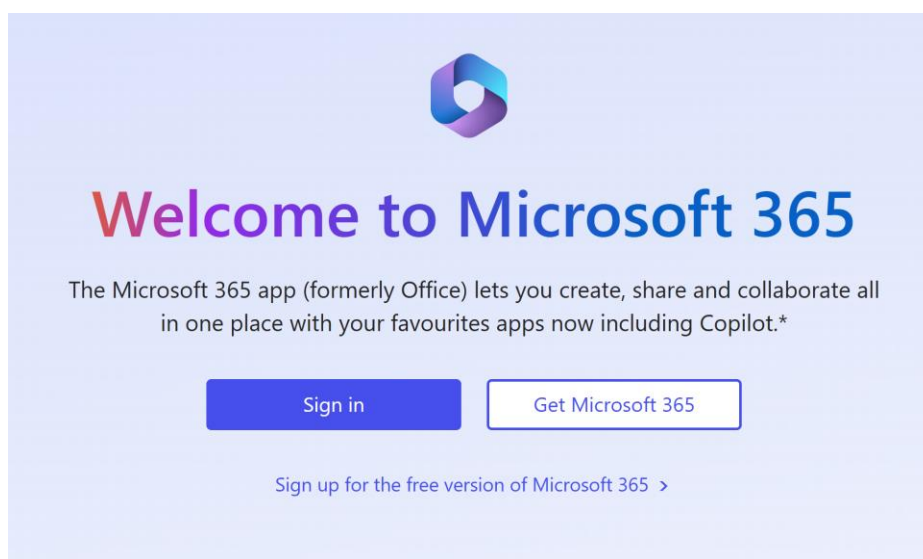 Welcome to Microsoft 365
The Microsoft 365 app (formerly Office) lets you create, share and collaborate all
in one place with your favourites apps now including Copilot.*
Sign in
Get Microsoft 365
Sign up for the free version of Microsoft 365 >